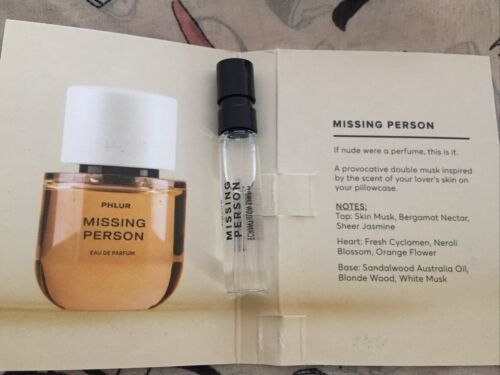 PHLUR
MISSING
PERSON
EAU DE PARFUM
MISSING
PERSON
MISSING PERSON
If nude were a perfume, this is it.
A provocative double musk inspired
by the scent of your lover's skin on
your pillowcase.
NOTES:
Top: Skin Musk, Bergamot Nectar,
Sheer Jasmine
Heart: Fresh Cyclamen, Neroli
Blossom, Orange Flower
Base: Sandalwood Australia Oil,
Blonde Wood, White Musk